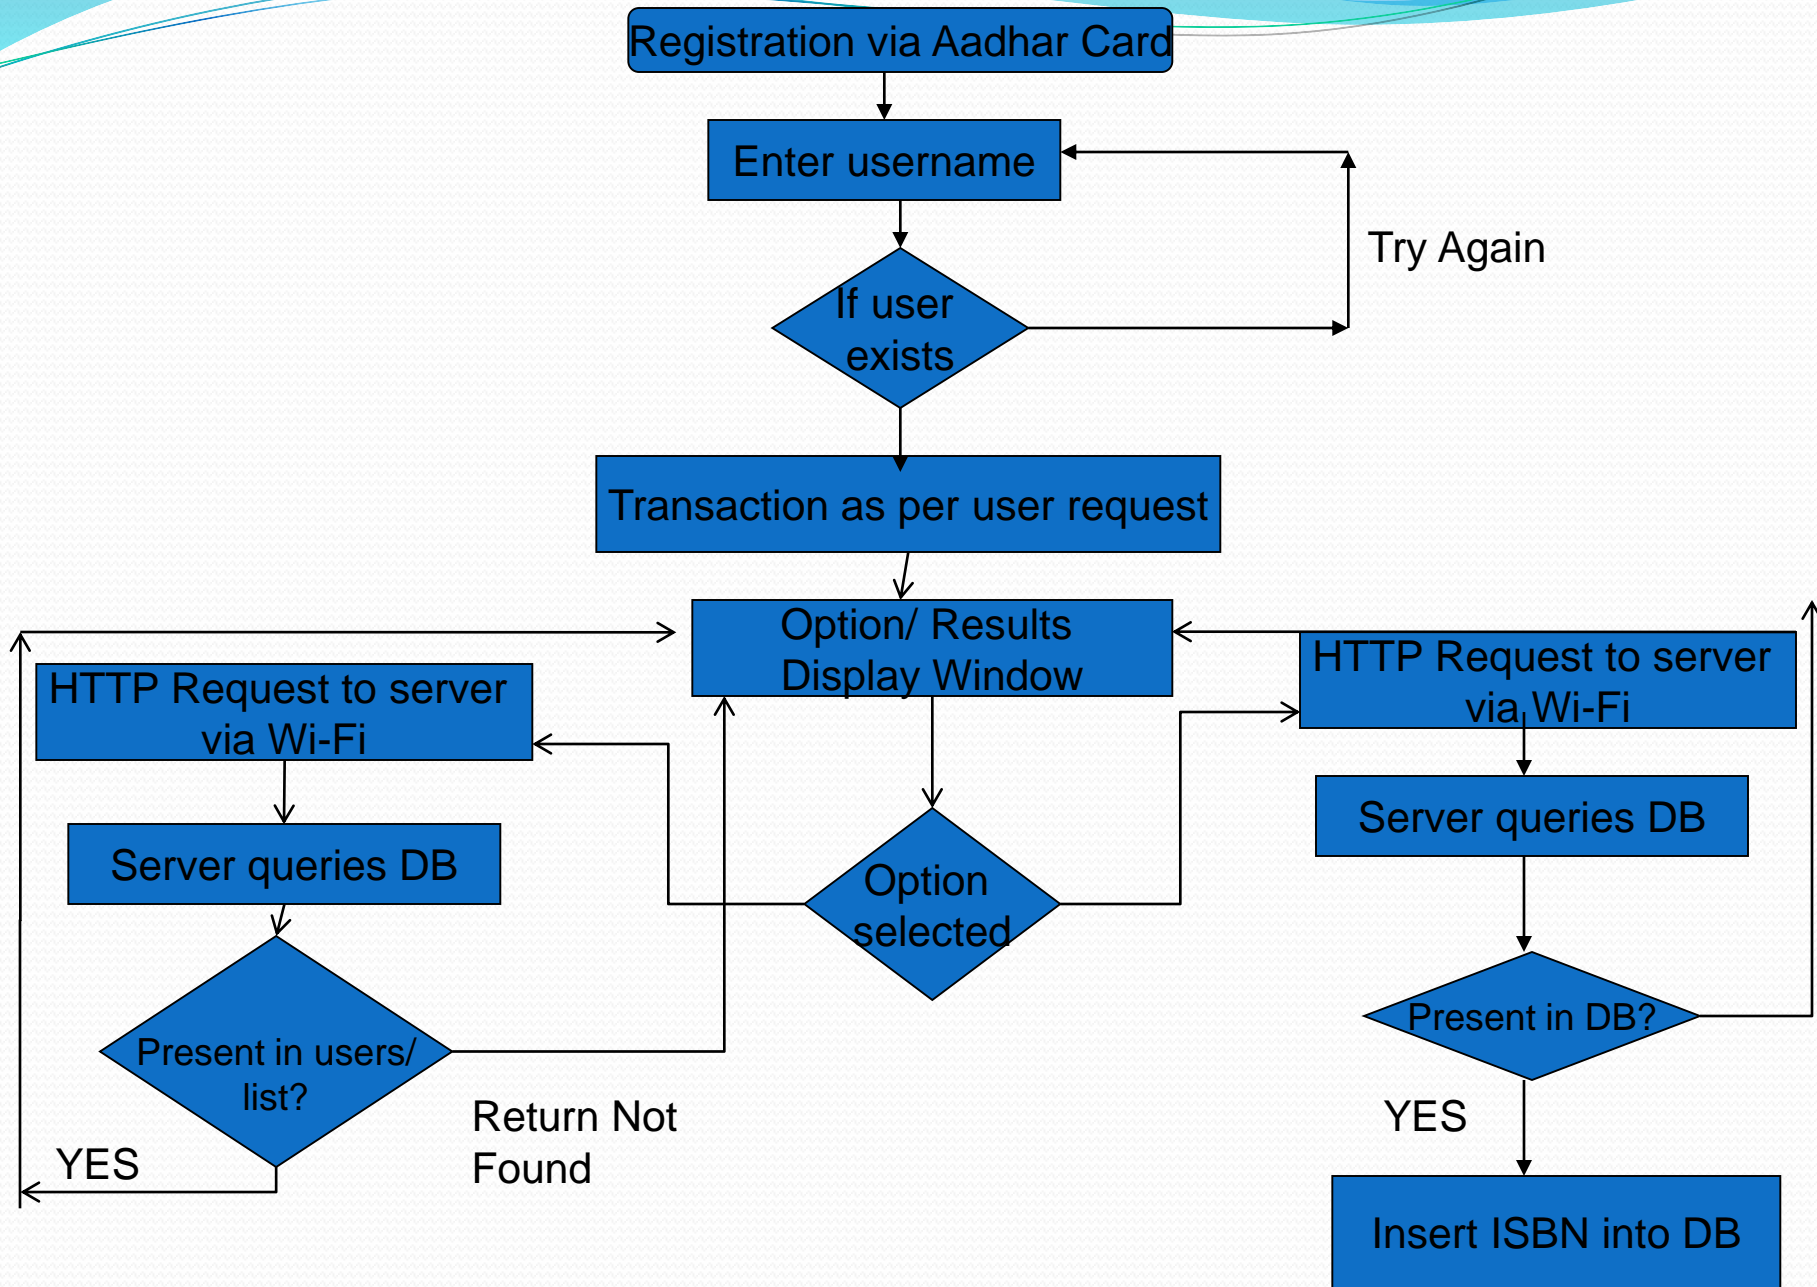 Registration via Aadhar Card
Enter username
Try Again
If user
exists
Transaction as per user request
Option/ Results
Display Window
HTTP Request to server
via Wi-Fi
HTTP Request to server
via Wi-Fi
Server queries DB
Server queries DB
Option
selected
Present in users/
list?
Present in DB?
Return Not
Found
YES
YES
Insert ISBN into DB